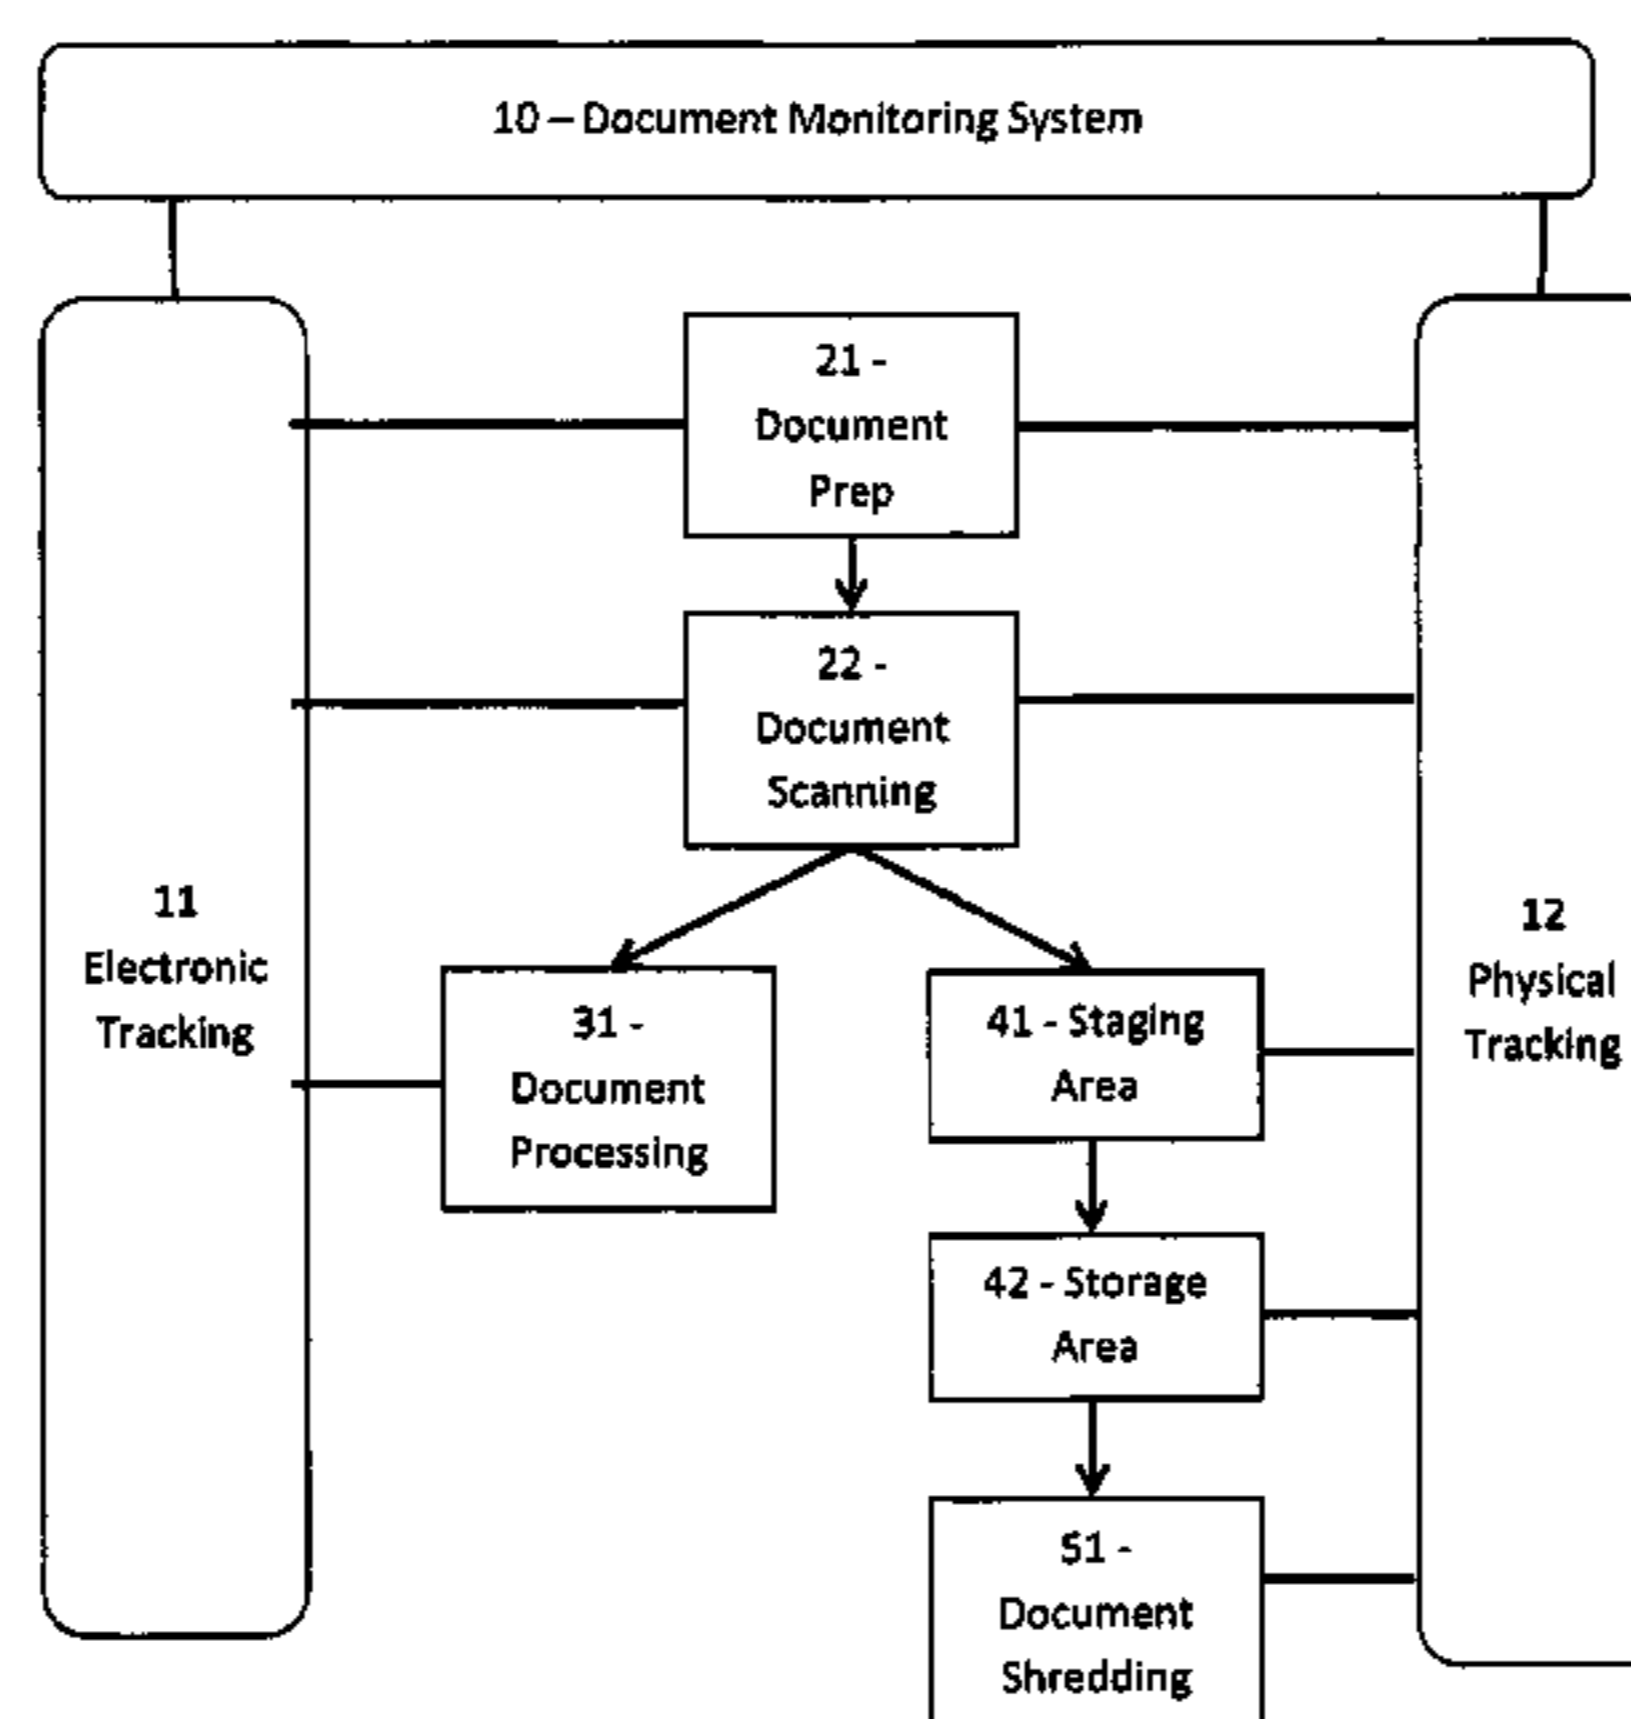 10 – Document Monitoring System
21 -
Document
Prep
22 -
Document
Scanning
11
Electronic
Tracking
12
Physical
Tracking
31 -
Document
Processing
41 - Staging
Area
42 - Storage
Area
51 -
Document
Shredding